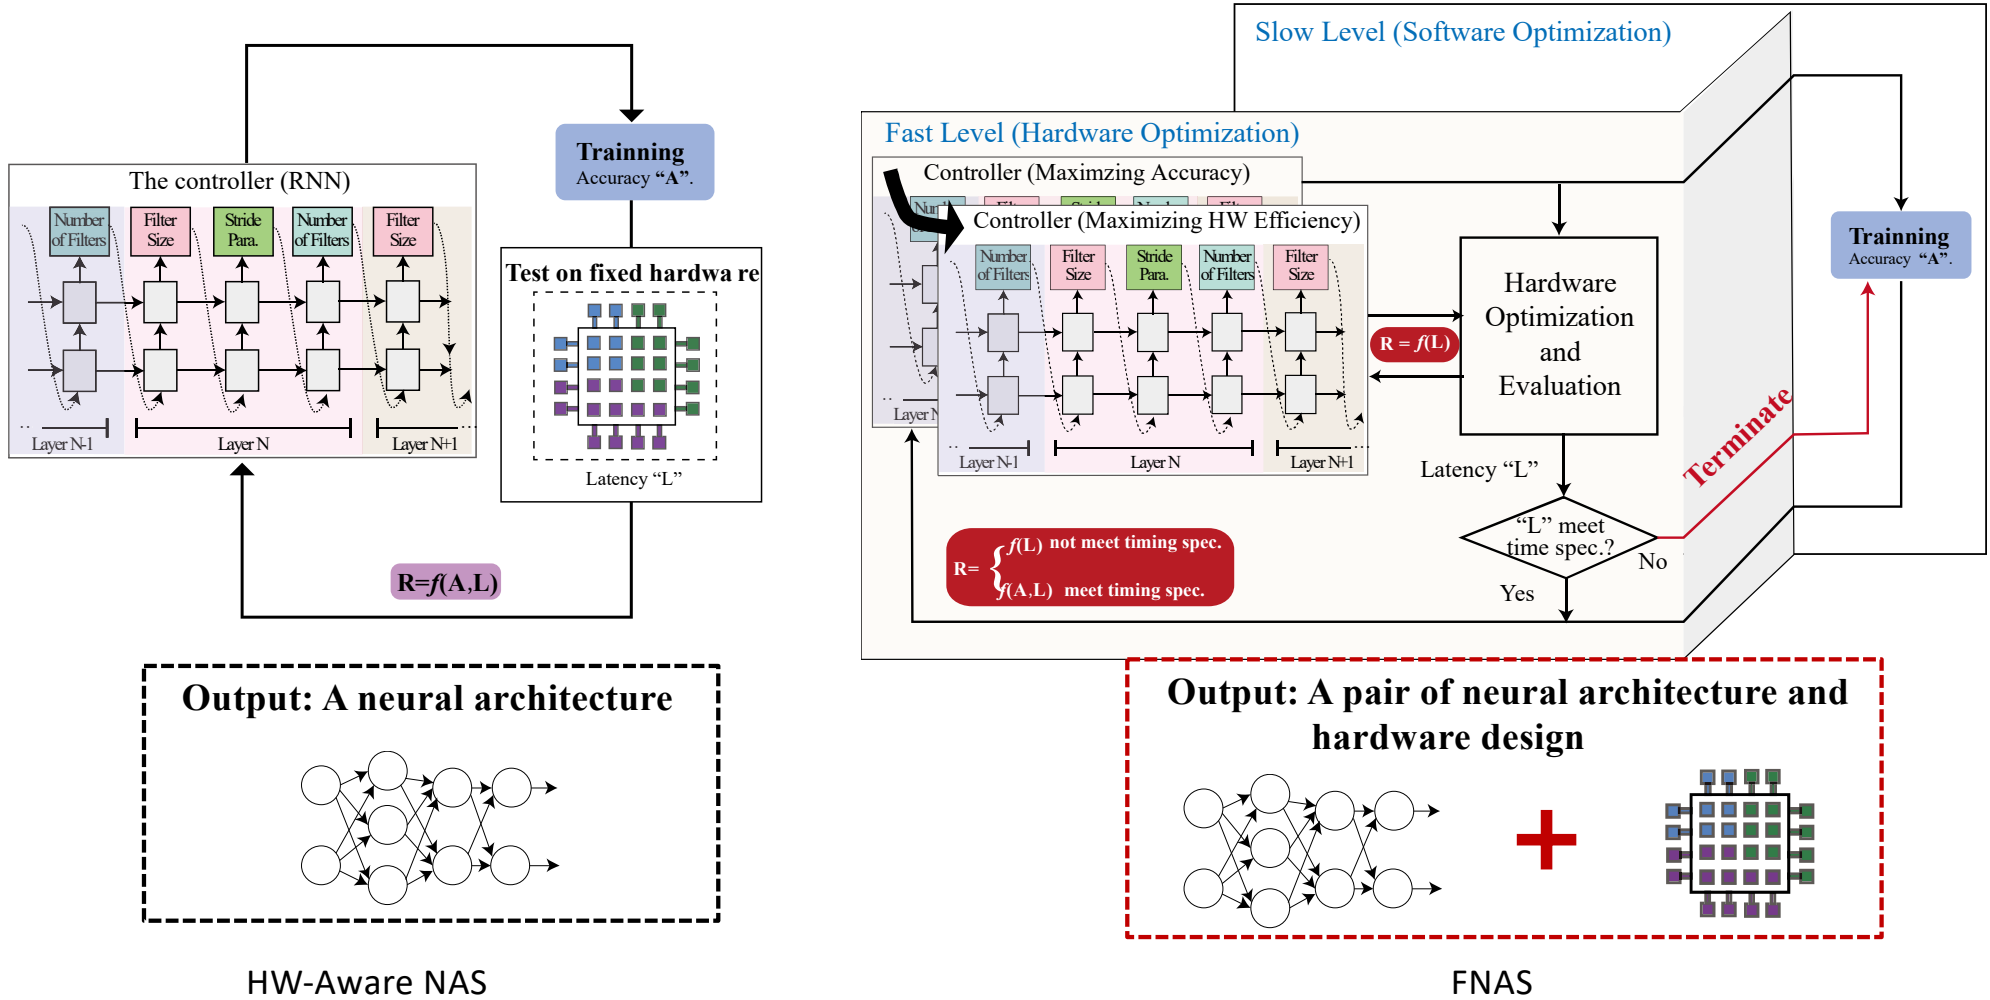 The controller (RNN)
Number
of Filters
Filter
Size
Stride
Para.
Number
of Filters
Filter
Size
Layer N-1
Layer N
Layer N+1
Trainning
Accuracy “A”.
Test on fixed hardwa re
Latency “L”
R=f(A,L)
Output: A neural architecture
HW-Aware NAS
Slow Level (Software Optimization)
Fast Level (Hardware Optimization)
Controller (Maximzing Accuracy)
Controller (Maximizing HW Efficiency)
Number
of Filters
Filter
Size
Stride
Para.
Number
of Filters
Filter
Size
Layer N-1
Layer N
Layer N+1
R = f(L)
Hardware
Optimization
and
Evaluation
Trainning
Accuracy “A”.
Terminate
Latency “L”
“L” meet
time spec.?
No
Yes
R= { f(L) not meet timing spec.
f(A,L) meet timing spec.
Output: A pair of neural architecture and
hardware design
FNAS